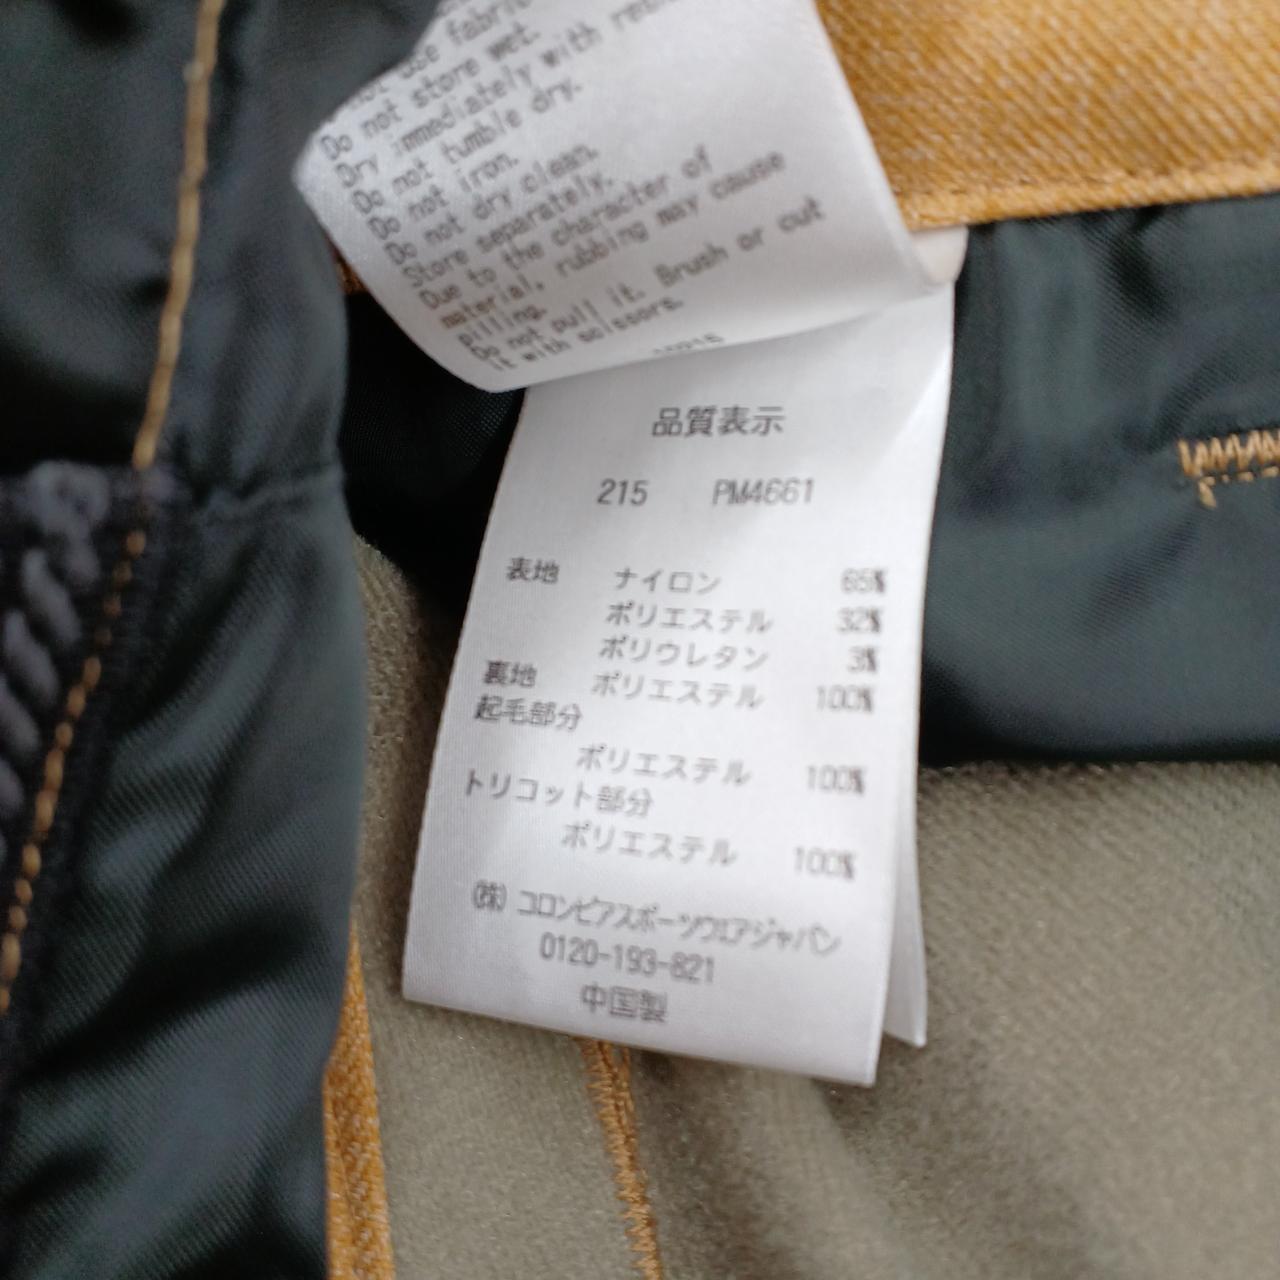 use fabric
Do not store wet.
Dry immediately with
Do not tumble dry.
Do not iron.
Do not dry clean.
Store separately.
Due to the character of
material, rubbing may cause
pilling.
Do not pull it. Brush or cut
it with scissors.
品質表示
215 PM4661
表地 ナイロン 65%
ポリエステル 32%
ポリウレタン 3%
裏地 ポリエステル 100%
起毛部分
ポリエステル 100%
トリコット部分
ポリエステル 100%
(株) コロンビアスポーツウェアジャパン
0120-193-821
中国製